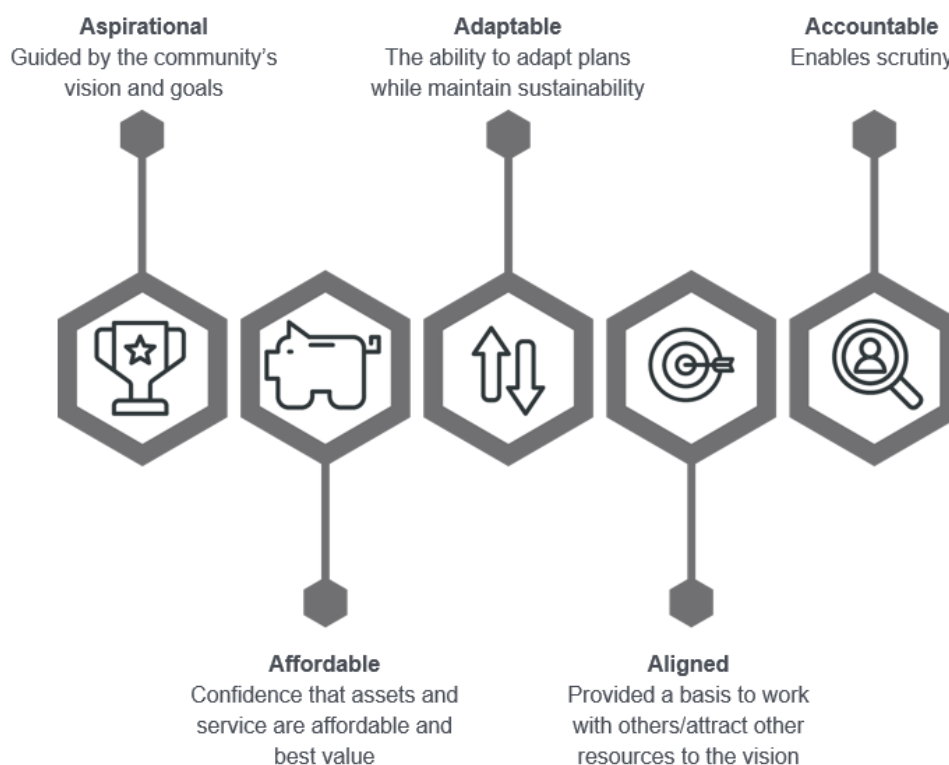 Aspirational
Guided by the community's
vision and goals
Adaptable
The ability to adapt plans
while maintain sustainability
Accountable
Enables scrutiny
Affordable
Confidence that assets and
service are affordable and
best value
Aligned
Provided a basis to work
with others/attract other
resources to the vision